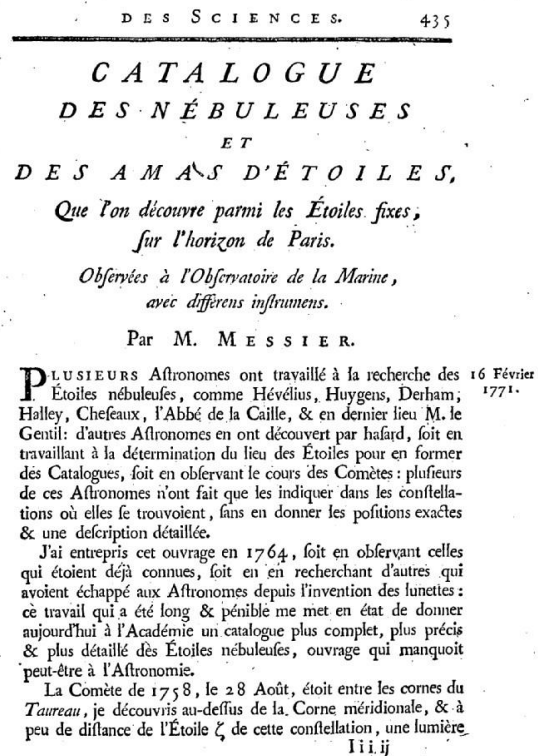 DES SCIENCES. 435
CATALOGUE
DES NÉBULEUSES
ET
DES AMAS D'ÉTOILES,
Que l'on découvre parmi les Étoiles fixes,
ſur l'horizon de Paris.
Obſervées à l'Obſervatoire de la Marine,
avec différens inſtrumens.
Par M. MESSIER.
PLUSIEURS Aſtronomes ont travaillé à la recherche des 16 Février
Étoiles nébuleuſes, comme Hévélius, Huygens, Derham, 1771.
Halley, Cheſeaux, l'Abbé de la Caille, & en dernier lieu M. le
Gentil: d'autres Aſtronomes en ont découvert par haſard, ſoit en
travaillant à la détermination du lieu des Étoiles pour en former
des Catalogues, ſoit en obſervant le cours des Comètes: pluſieurs
de ces Aſtronomes n'ont fait que les indiquer dans les conſtella-
tions où elles ſe trouvoient, ſans en donner les poſitions exactes
& une deſcription détaillée.
J'ai entrepris cet ouvrage en 1764, ſoit en obſervant celles
qui étoient déjà connues, ſoit en en recherchant d'autres qui
avoient échappé aux Aſtronomes depuis l'invention des lunettes:
ce travail qui a été long & pénible me met en état de donner
aujourd'hui à l'Académie un catalogue plus complet, plus précis
& plus détaillé des Étoiles nébuleuſes, ouvrage qui manquoit
peut-être à l'Aſtronomie.
La Comète de 1758, le 28 Août, étoit entre les cornes du
Taureau, je découvris au-deſſus de la Corne méridionale, & à
peu de diſtance de l'Étoile ζ de cette conſtellation, une lumière
Iii ij